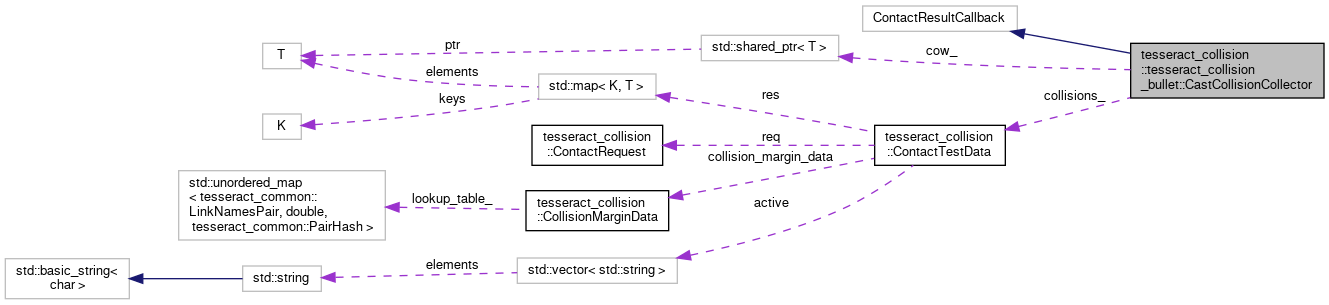 ContactResultCallback
tesseract_collision
::tesseract_collision
_bullet::CastCollisionCollector
T
ptr
std::shared_ptr< T >
cow_
elements
std::map< K, T >
keys
K
res
collisions_
tesseract_collision
::ContactRequest
req
tesseract_collision
::ContactTestData
collision_margin_data
std::unordered_map
< tesseract_common::
LinkNamesPair, double,
tesseract_common::PairHash >
lookup_table_
tesseract_collision
::CollisionMarginData
active
std::basic_string<
char >
std::string
elements
std::vector< std::string >